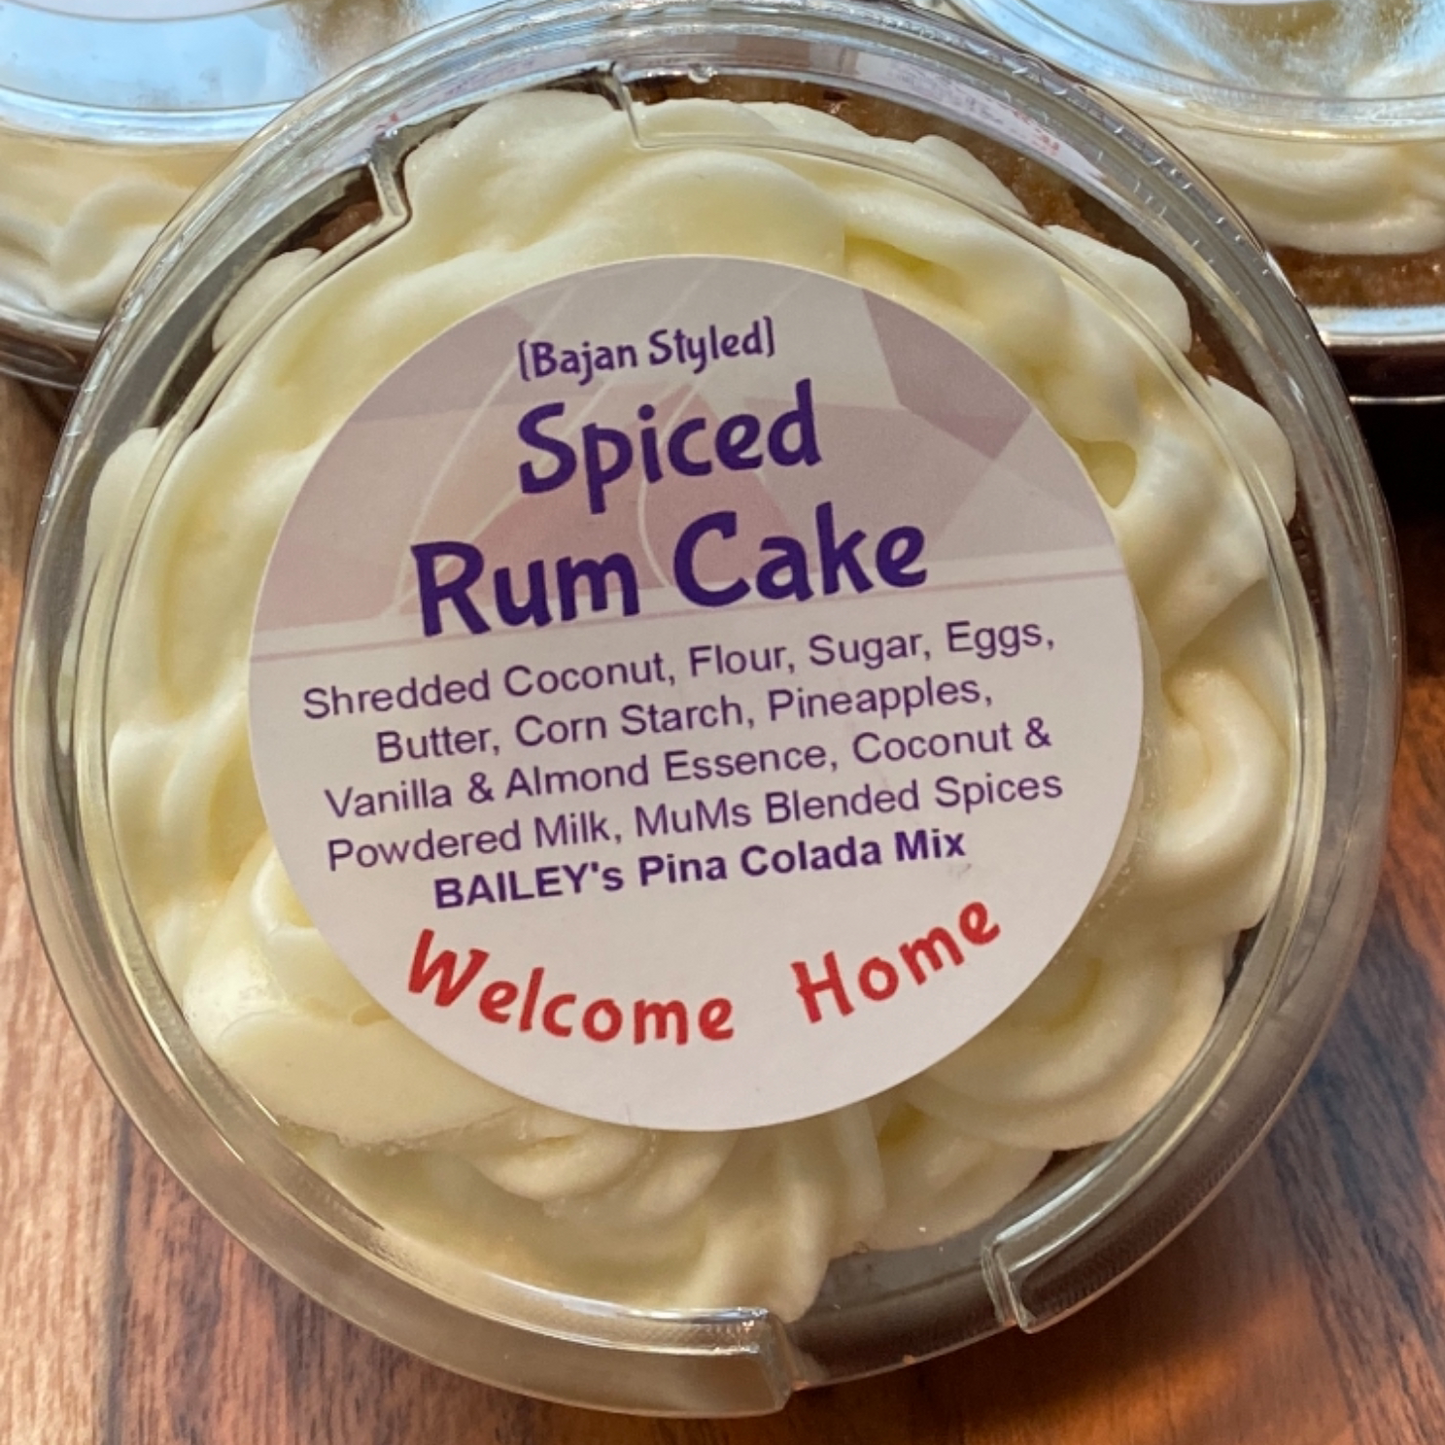 [Bajan Styled]
Spiced
Rum Cake
Shredded Coconut, Flour, Sugar, Eggs,
Butter, Corn Starch, Pineapples,
Vanilla & Almond Essence, Coconut &
Powdered Milk, MuMs Blended Spices
BAILEY's Pina Colada Mix
Welcome Home